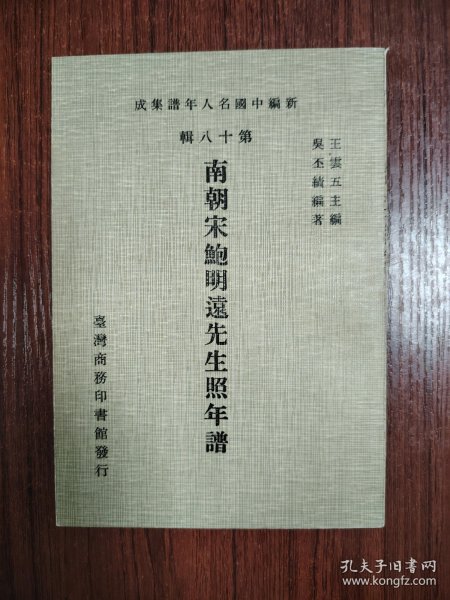 新編中國名人年譜集成
第十八輯
王雲五主編
吳丕績編著
南朝宋鮑明遠先生照年譜
臺灣商務印書館發行
孔夫子旧书网
www.kongfz.com